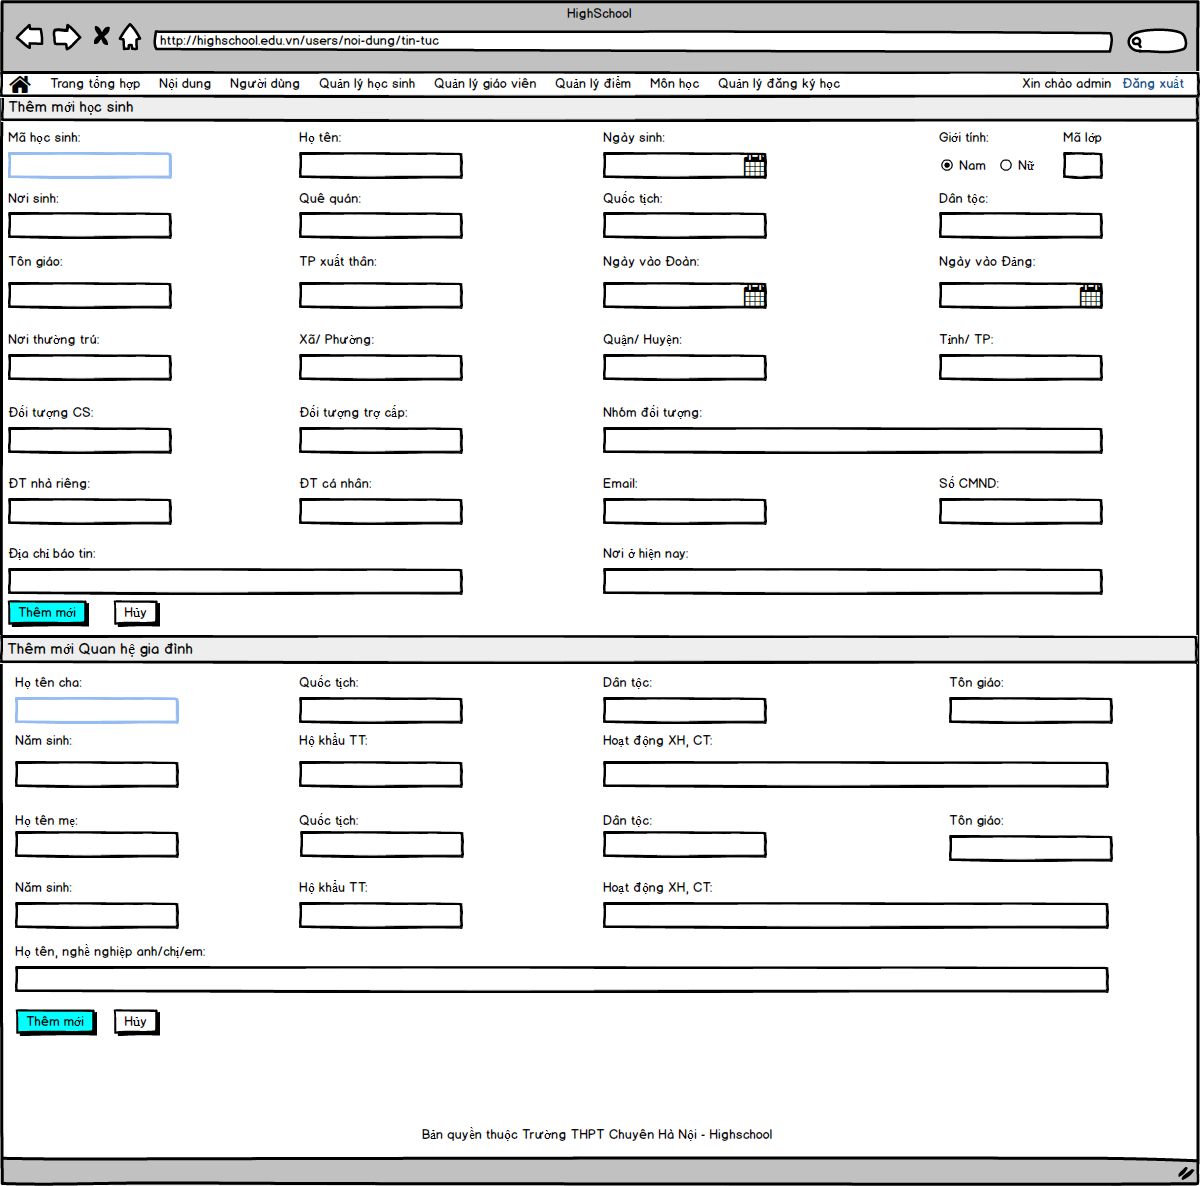 HighSchool
http://highschool.edu.vn/users/noi-dung/tin-tuc
Trang tổng hợp Nội dung Người dùng Quản lý học sinh Quản lý giáo viên Quản lý điểm Môn học Quản lý đăng ký học Xin chào admin Đăng xuất
Thêm mới học sinh
Mã học sinh: Họ tên: Ngày sinh: Giới tính: Mã lớp
Nam Nữ
Nơi sinh: Quê quán: Quốc tịch: Dân tộc:
Tôn giáo: TP xuất thân: Ngày vào Đoàn: Ngày vào Đảng:
Nơi thường trú: Xã/ Phường: Quận/ Huyện: Tỉnh/ TP:
Đối tượng CS: Đối tượng trợ cấp: Nhóm đối tượng:
ĐT nhà riêng: ĐT cá nhân: Email: Số CMND:
Địa chỉ báo tin: Nơi ở hiện nay:
Thêm mới Hủy
Thêm mới Quan hệ gia đình
Họ tên cha: Quốc tịch: Dân tộc: Tôn giáo:
Năm sinh: Hộ khẩu TT: Hoạt động XH, CT:
Họ tên mẹ: Quốc tịch: Dân tộc: Tôn giáo:
Năm sinh: Hộ khẩu TT: Hoạt động XH, CT:
Họ tên, nghề nghiệp anh/chị/em:
Thêm mới Hủy
Bản quyền thuộc Trường THPT Chuyên Hà Nội - Highschool